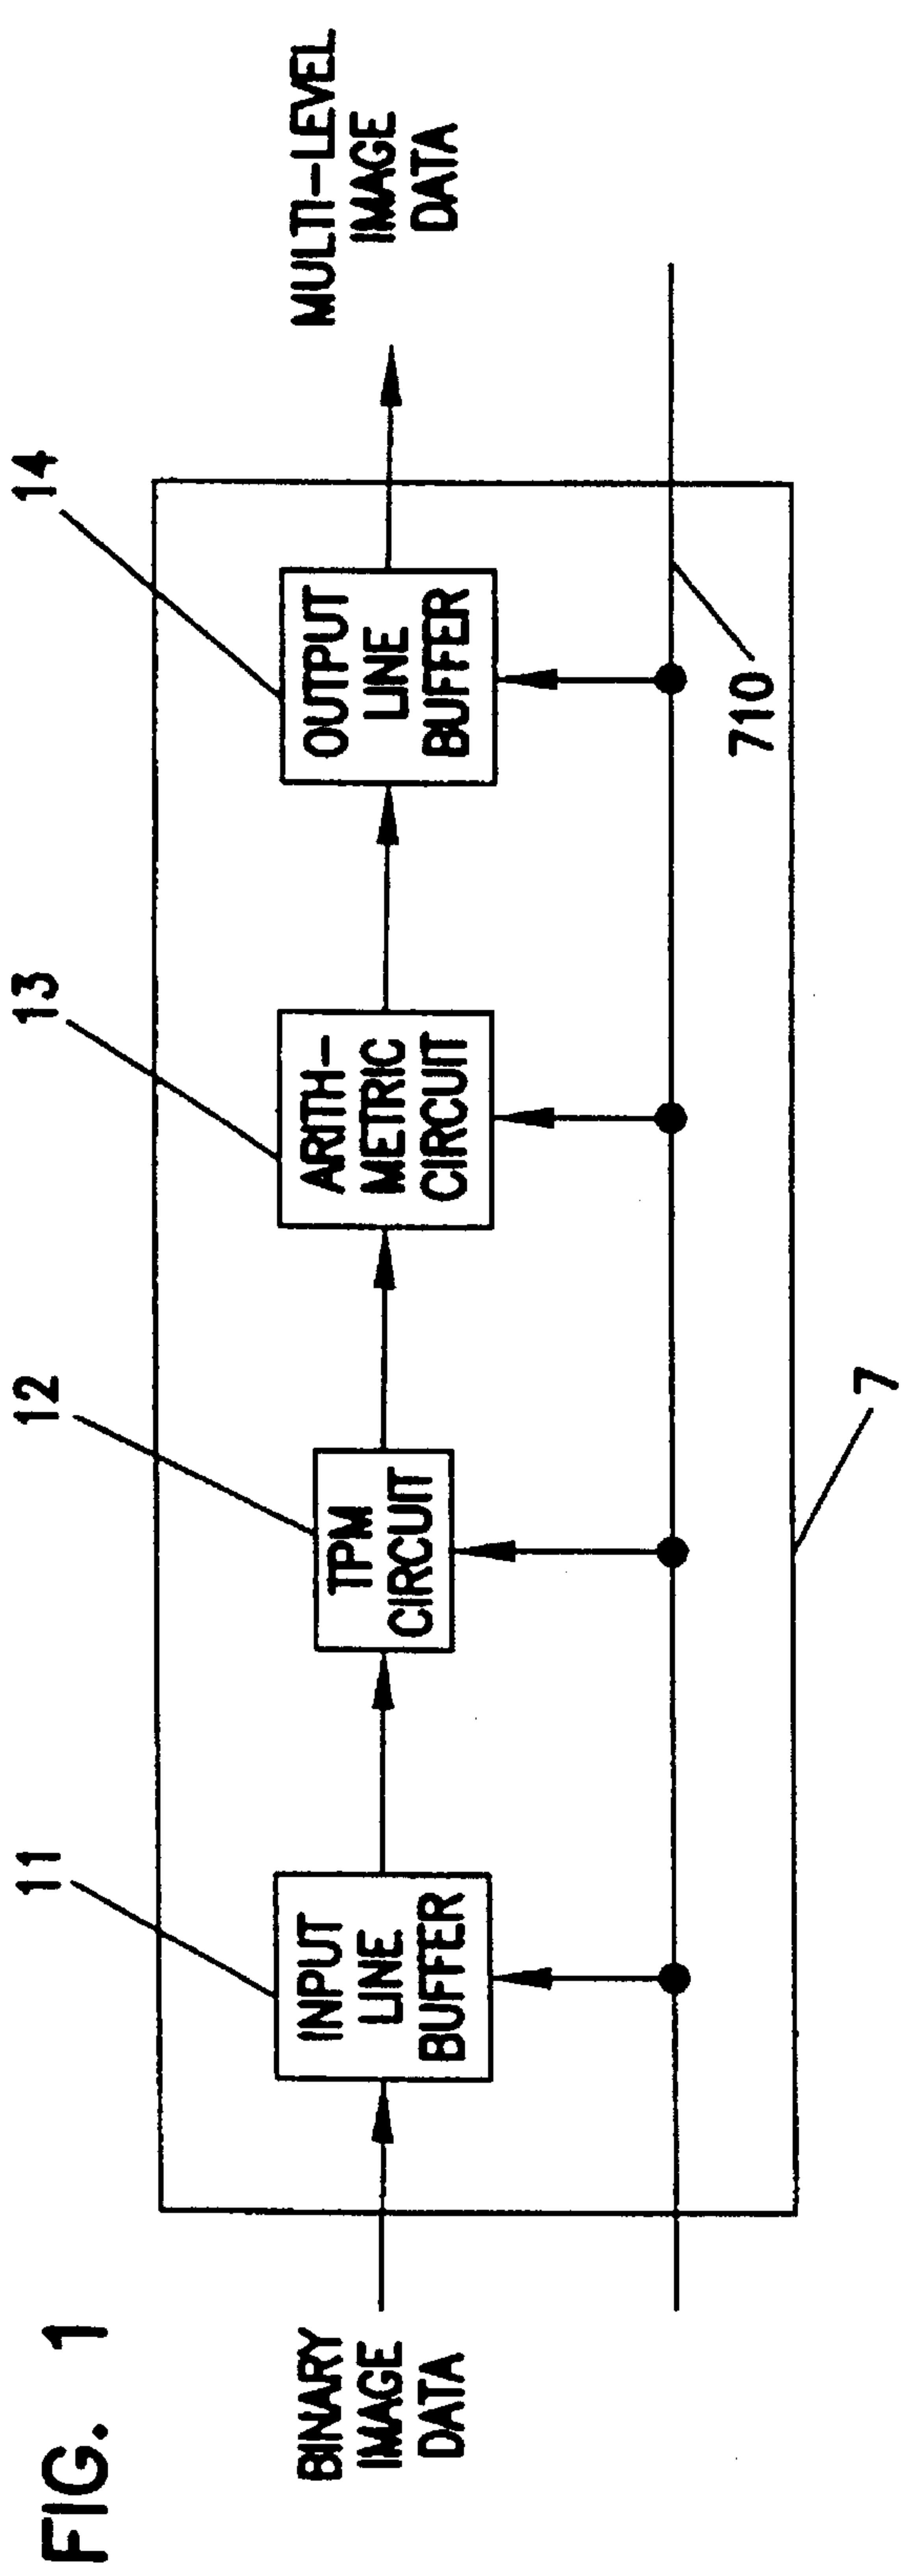 FIG. 1
11
12
13
14
BINARY
IMAGE
DATA
INPUT
LINE
BUFFER
TPM
CIRCUIT
ARITH-
METRIC
CIRCUIT
OUTPUT
LINE
BUFFER
MULTI-LEVEL
IMAGE
DATA
710
7